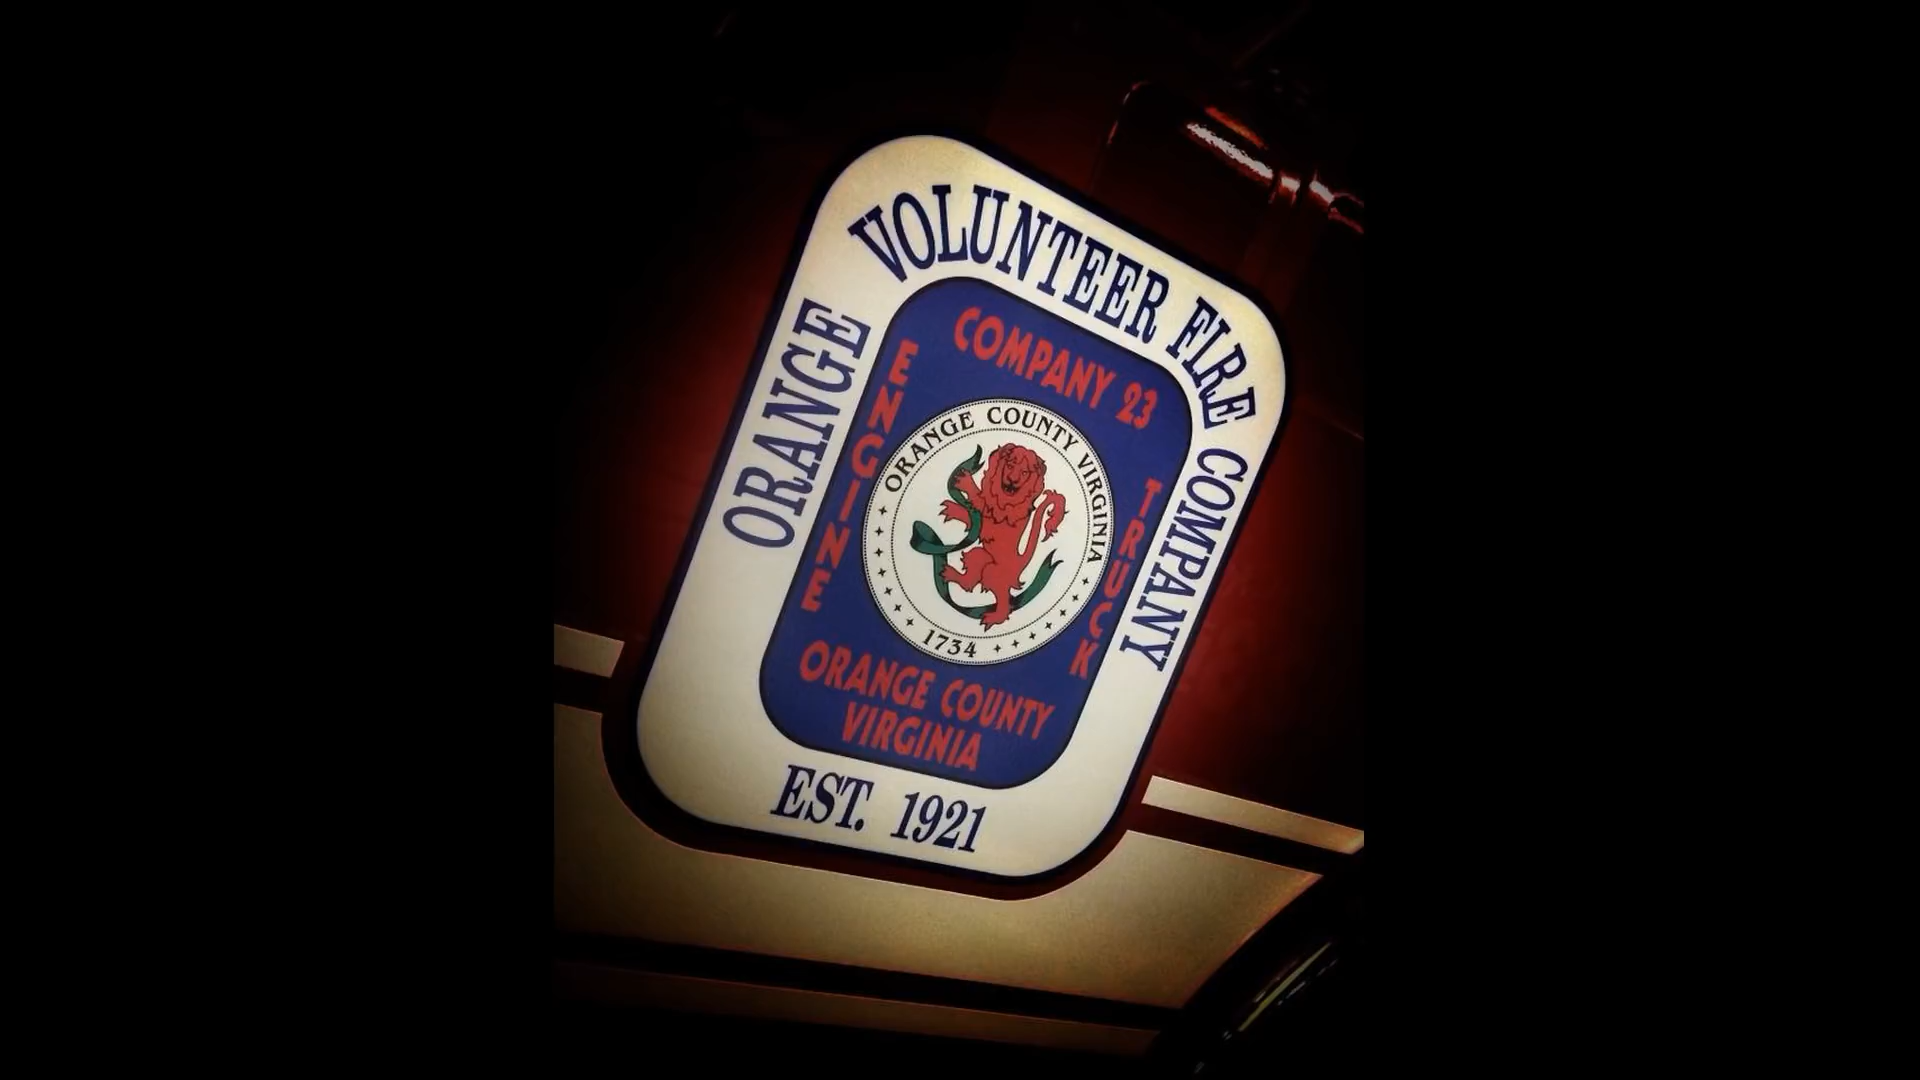 ORANGE VOLUNTEER FIRE COMPANY
COMPANY 23
ENGINE
TRUCK
ORANGE COUNTY VIRGINIA
1734
ORANGE COUNTY
VIRGINIA
EST. 1921